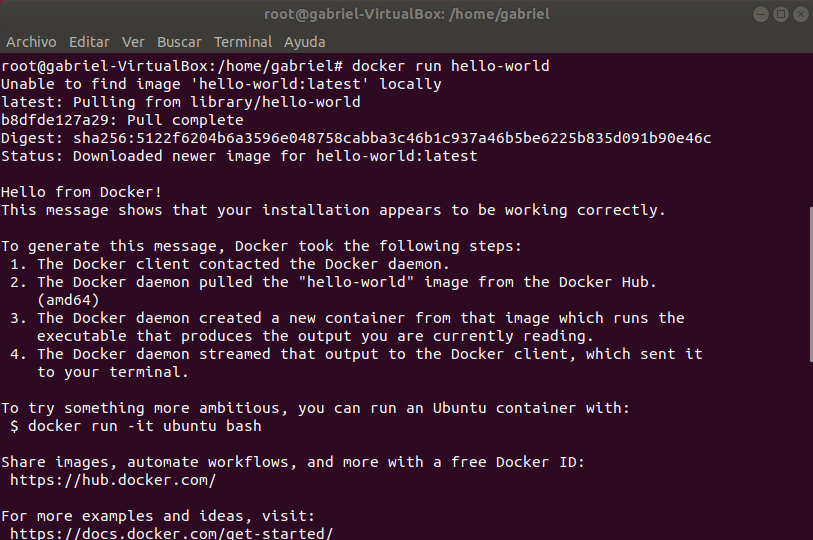 root@gabriel-VirtualBox: /home/gabriel
Archivo Editar Ver Buscar Terminal Ayuda
root@gabriel-VirtualBox:/home/gabriel# docker run hello-world
Unable to find image 'hello-world:latest' locally
latest: Pulling from library/hello-world
b8dfde127a29: Pull complete
Digest: sha256:5122f6204b6a3596e048758cabba3c46b1c937a46b5be6225b835d091b90e46c
Status: Downloaded newer image for hello-world:latest

Hello from Docker!
This message shows that your installation appears to be working correctly.

To generate this message, Docker took the following steps:
 1. The Docker client contacted the Docker daemon.
 2. The Docker daemon pulled the "hello-world" image from the Docker Hub.
    (amd64)
 3. The Docker daemon created a new container from that image which runs the
    executable that produces the output you are currently reading.
 4. The Docker daemon streamed that output to the Docker client, which sent it
    to your terminal.

To try something more ambitious, you can run an Ubuntu container with:
 $ docker run -it ubuntu bash

Share images, automate workflows, and more with a free Docker ID:
 https://hub.docker.com/

For more examples and ideas, visit:
 https://docs.docker.com/get-started/